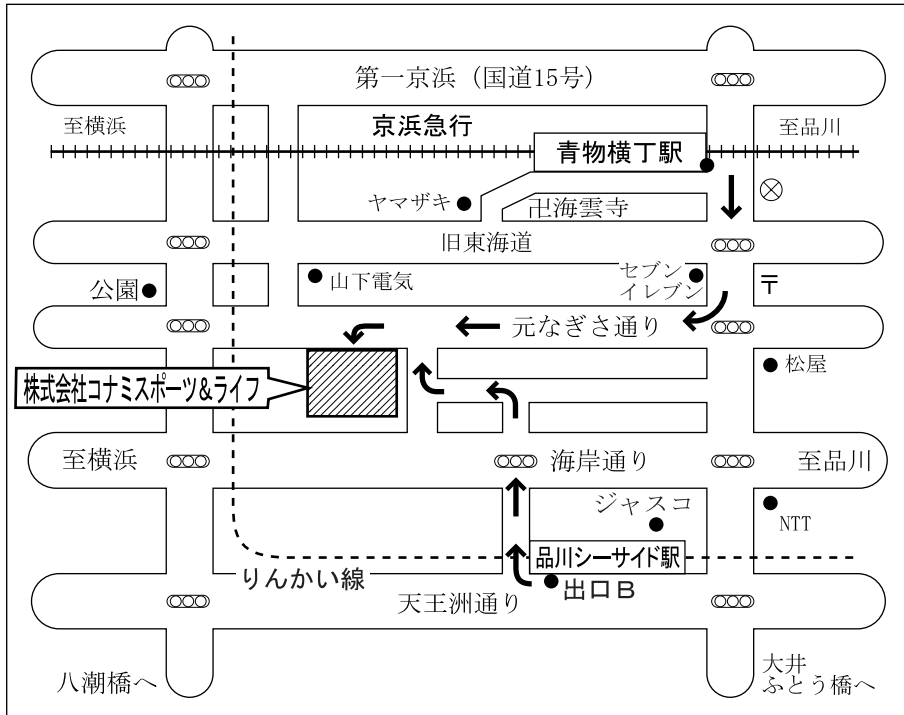 第一京浜（国道15号）
至横浜
京浜急行
至品川
青物横丁駅
ヤマザキ
卍海雲寺
旧東海道
公園
山下電気
セブン
イレブン
〒
元なぎさ通り
松屋
株式会社コナミスポーツ&ライフ
至横浜
海岸通り
至品川
ジャスコ
NTT
品川シーサイド駅
りんかい線
出口B
天王洲通り
八潮橋へ
大井
ふとう橋へ